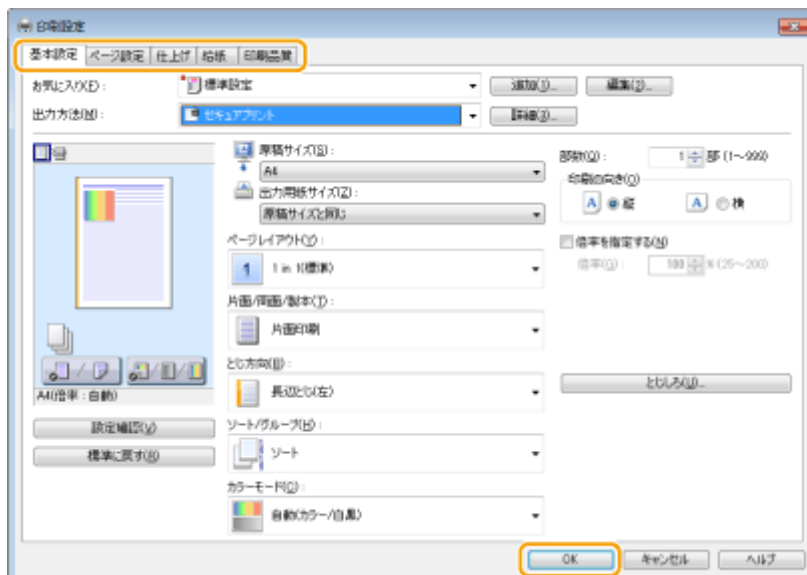 印刷設定
基本設定 ページ設定 仕上げ 給紙 印刷品質
お気に入り(F): 標準設定 追加(1)... 編集(2)...
出力方法(M): セキュアプリント 詳細(3)...
原稿サイズ(S):
A4
出力用紙サイズ(Z):
原稿サイズと同じ
ページレイアウト(Y):
1 1 in 1(標準)
片面/両面/製本(T):
片面印刷
とじ方向(B):
長辺とじ(左)
ソート/グループ(H):
ソート
カラーモード(C):
自動(カラー/白黒)
A4(倍率:自動)
設定確認(V)
標準に戻す(R)
部数(Q): 1 部 (1~999)
印刷の向き(O)
A 縦 A 横
倍率を指定する(N)
倍率(G): 100 % (25~200)
とじしろ(U)...
OK キャンセル ヘルプ